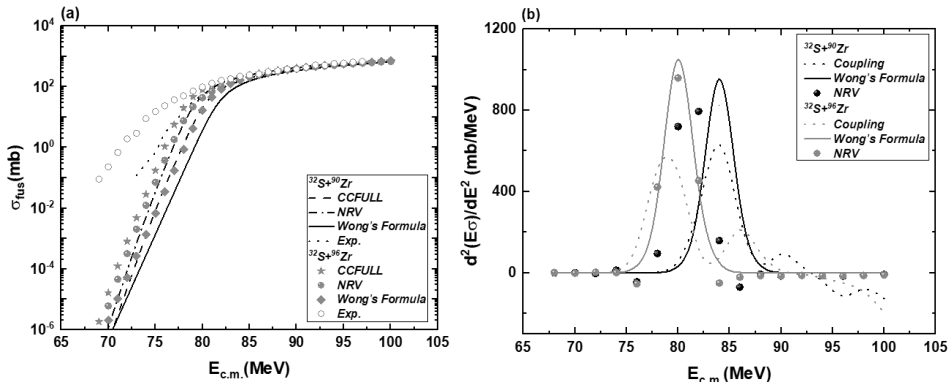 (a)
10⁴
10²
10⁰
10⁻²
10⁻⁴
10⁻⁶
σfus(mb)
³²S+⁹⁰Zr
CCFULL
NRV
Wong's Formula
Exp.
³²S+⁹⁶Zr
CCFULL
NRV
Wong's Formula
Exp.
65 70 75 80 85 90 95 100 105
Ec.m.(MeV)
(b)
1200
800
400
0
d²(Eσ)/dE² (mb/MeV)
³²S+⁹⁰Zr
Coupling
Wong's Formula
NRV
³²S+⁹⁶Zr
Coupling
Wong's Formula
NRV
65 70 75 80 85 90 95 100 105
Ec.m.(MeV)